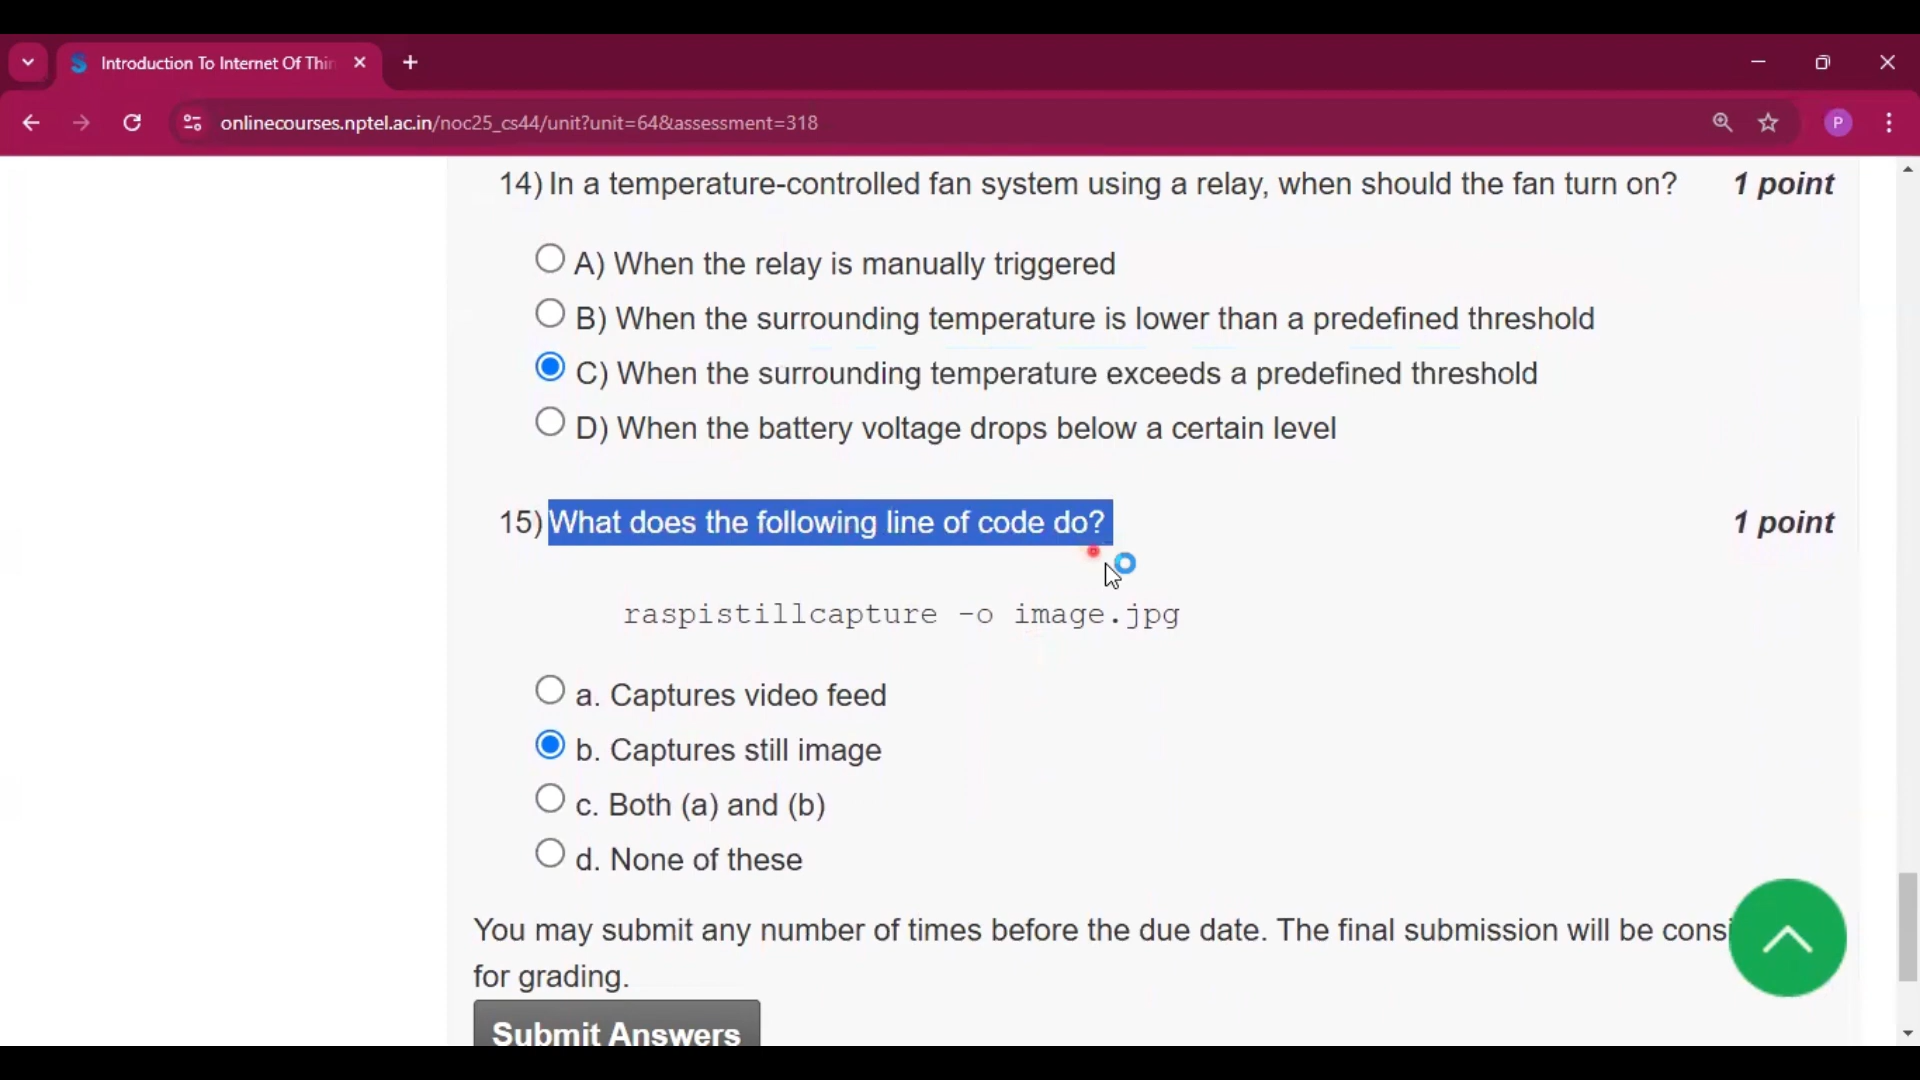 Introduction To Internet Of Thin
onlinecourses.nptel.ac.in/noc25_cs44/unit?unit=64&assessment=318
P
14) In a temperature-controlled fan system using a relay, when should the fan turn on? 1 point
A) When the relay is manually triggered
B) When the surrounding temperature is lower than a predefined threshold
C) When the surrounding temperature exceeds a predefined threshold
D) When the battery voltage drops below a certain level
15) What does the following line of code do? 1 point
raspistillcapture -o image.jpg
a. Captures video feed
b. Captures still image
c. Both (a) and (b)
d. None of these
You may submit any number of times before the due date. The final submission will be consi
for grading.
Submit Answers